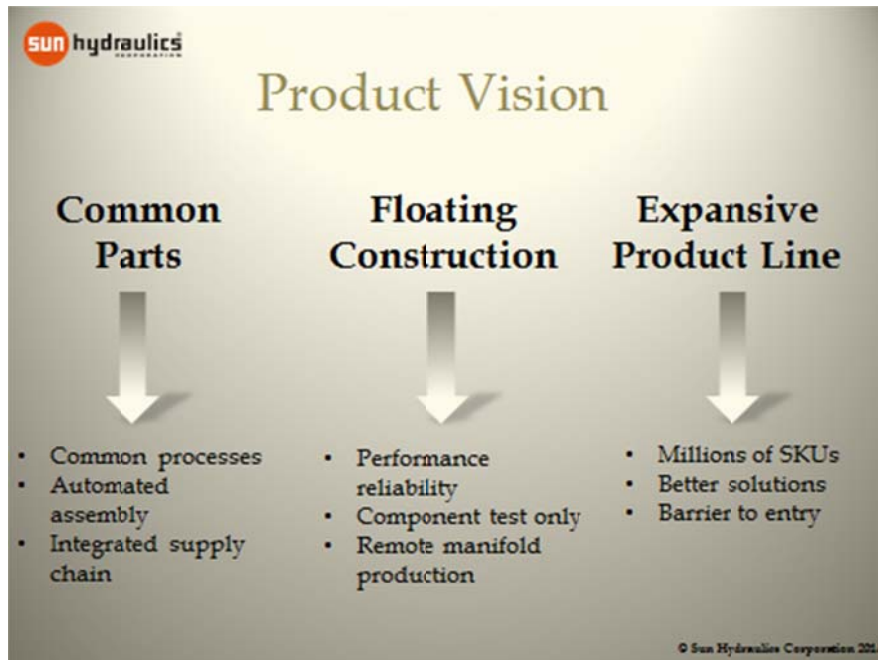 sun hydraulics
CORPORATION
Product Vision
Common
Parts
• Common processes
• Automated
assembly
• Integrated supply
chain
Floating
Construction
• Performance
reliability
• Component test only
• Remote manifold
production
Expansive
Product Line
• Millions of SKUs
• Better solutions
• Barrier to entry
© Sun Hydraulics Corporation